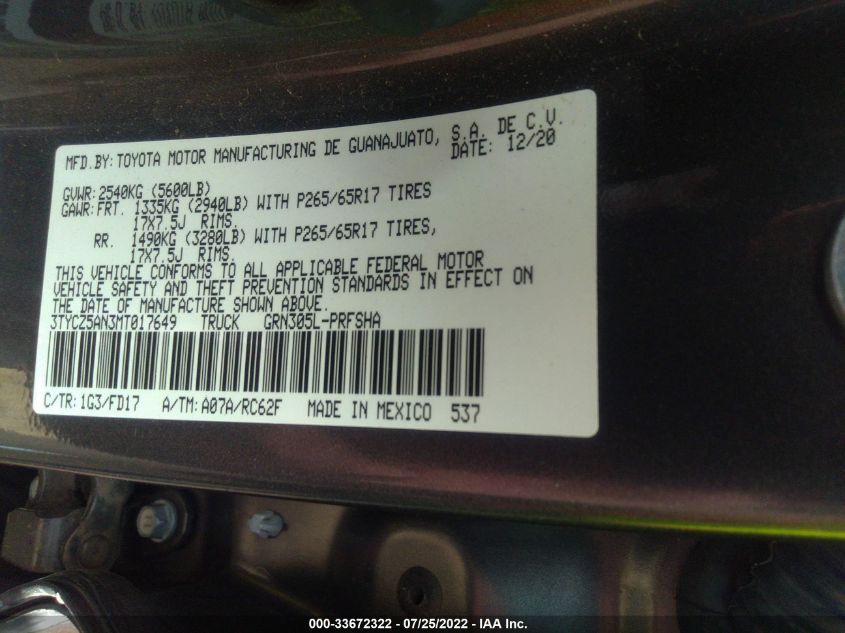 MFD.BY: TOYOTA MOTOR MANUFACTURING DE GUANAJUATO, S.A. DE C.V.
DATE: 12/20
GVWR: 2540KG (5600LB)
GAWR: FRT. 1335KG (2940LB) WITH P265/65R17 TIRES
17X7.5J RIMS.
RR. 1490KG (3280LB) WITH P265/65R17 TIRES,
17X7.5J RIMS.
THIS VEHICLE CONFORMS TO ALL APPLICABLE FEDERAL MOTOR
VEHICLE SAFETY AND THEFT PREVENTION STANDARDS IN EFFECT ON
THE DATE OF MANUFACTURE SHOWN ABOVE.
3TYCZ5AN3MT017649 TRUCK GRN305L-PRFSHA
C/TR: 1G3/FD17 A/TM: A07A/RC62F MADE IN MEXICO 537
000-33672322 - 07/25/2022 - IAA Inc.